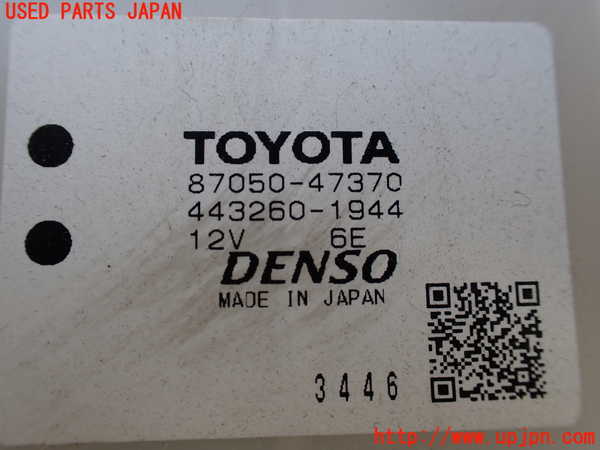 USED PARTS JAPAN
TOYOTA
87050-47370
443260-1944
12V 6E
DENSO
MADE IN JAPAN
3446
http://www.upjpn.com/